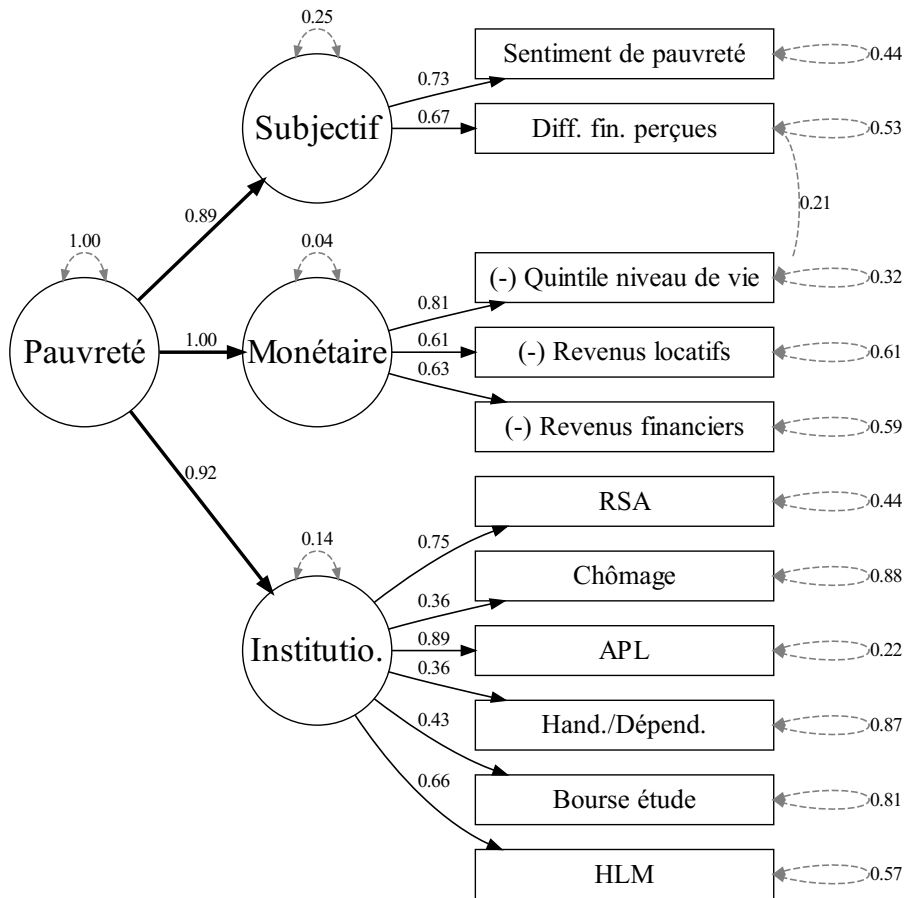 0.25
Sentiment de pauvreté
0.44
0.73
Subjectif
0.67
Diff. fin. perçues
0.53
0.89
0.21
1.00
0.04
(-) Quintile niveau de vie
0.32
0.81
Pauvreté
1.00
Monétaire
0.61
(-) Revenus locatifs
0.61
0.63
(-) Revenus financiers
0.59
0.92
RSA
0.44
0.14
0.75
Chômage
0.88
0.36
Institutio.
0.89
APL
0.22
0.36
Hand./Dépend.
0.87
0.43
Bourse étude
0.81
0.66
HLM
0.57